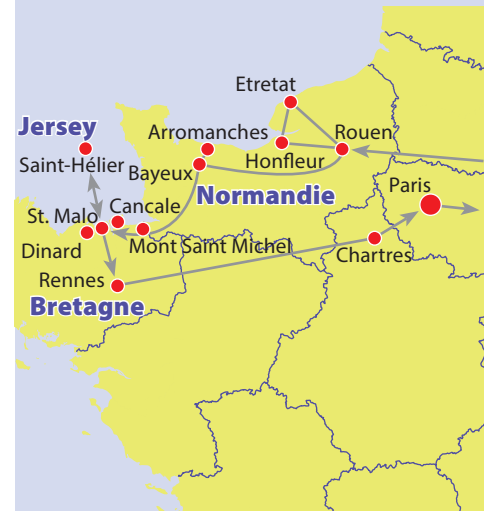 Etretat
Jersey
Arromanches
Rouen
Saint-Hélier
Honfleur
Bayeux
Paris
Normandie
Cancale
St. Malo
Mont Saint Michel
Dinard
Chartres
Rennes
Bretagne